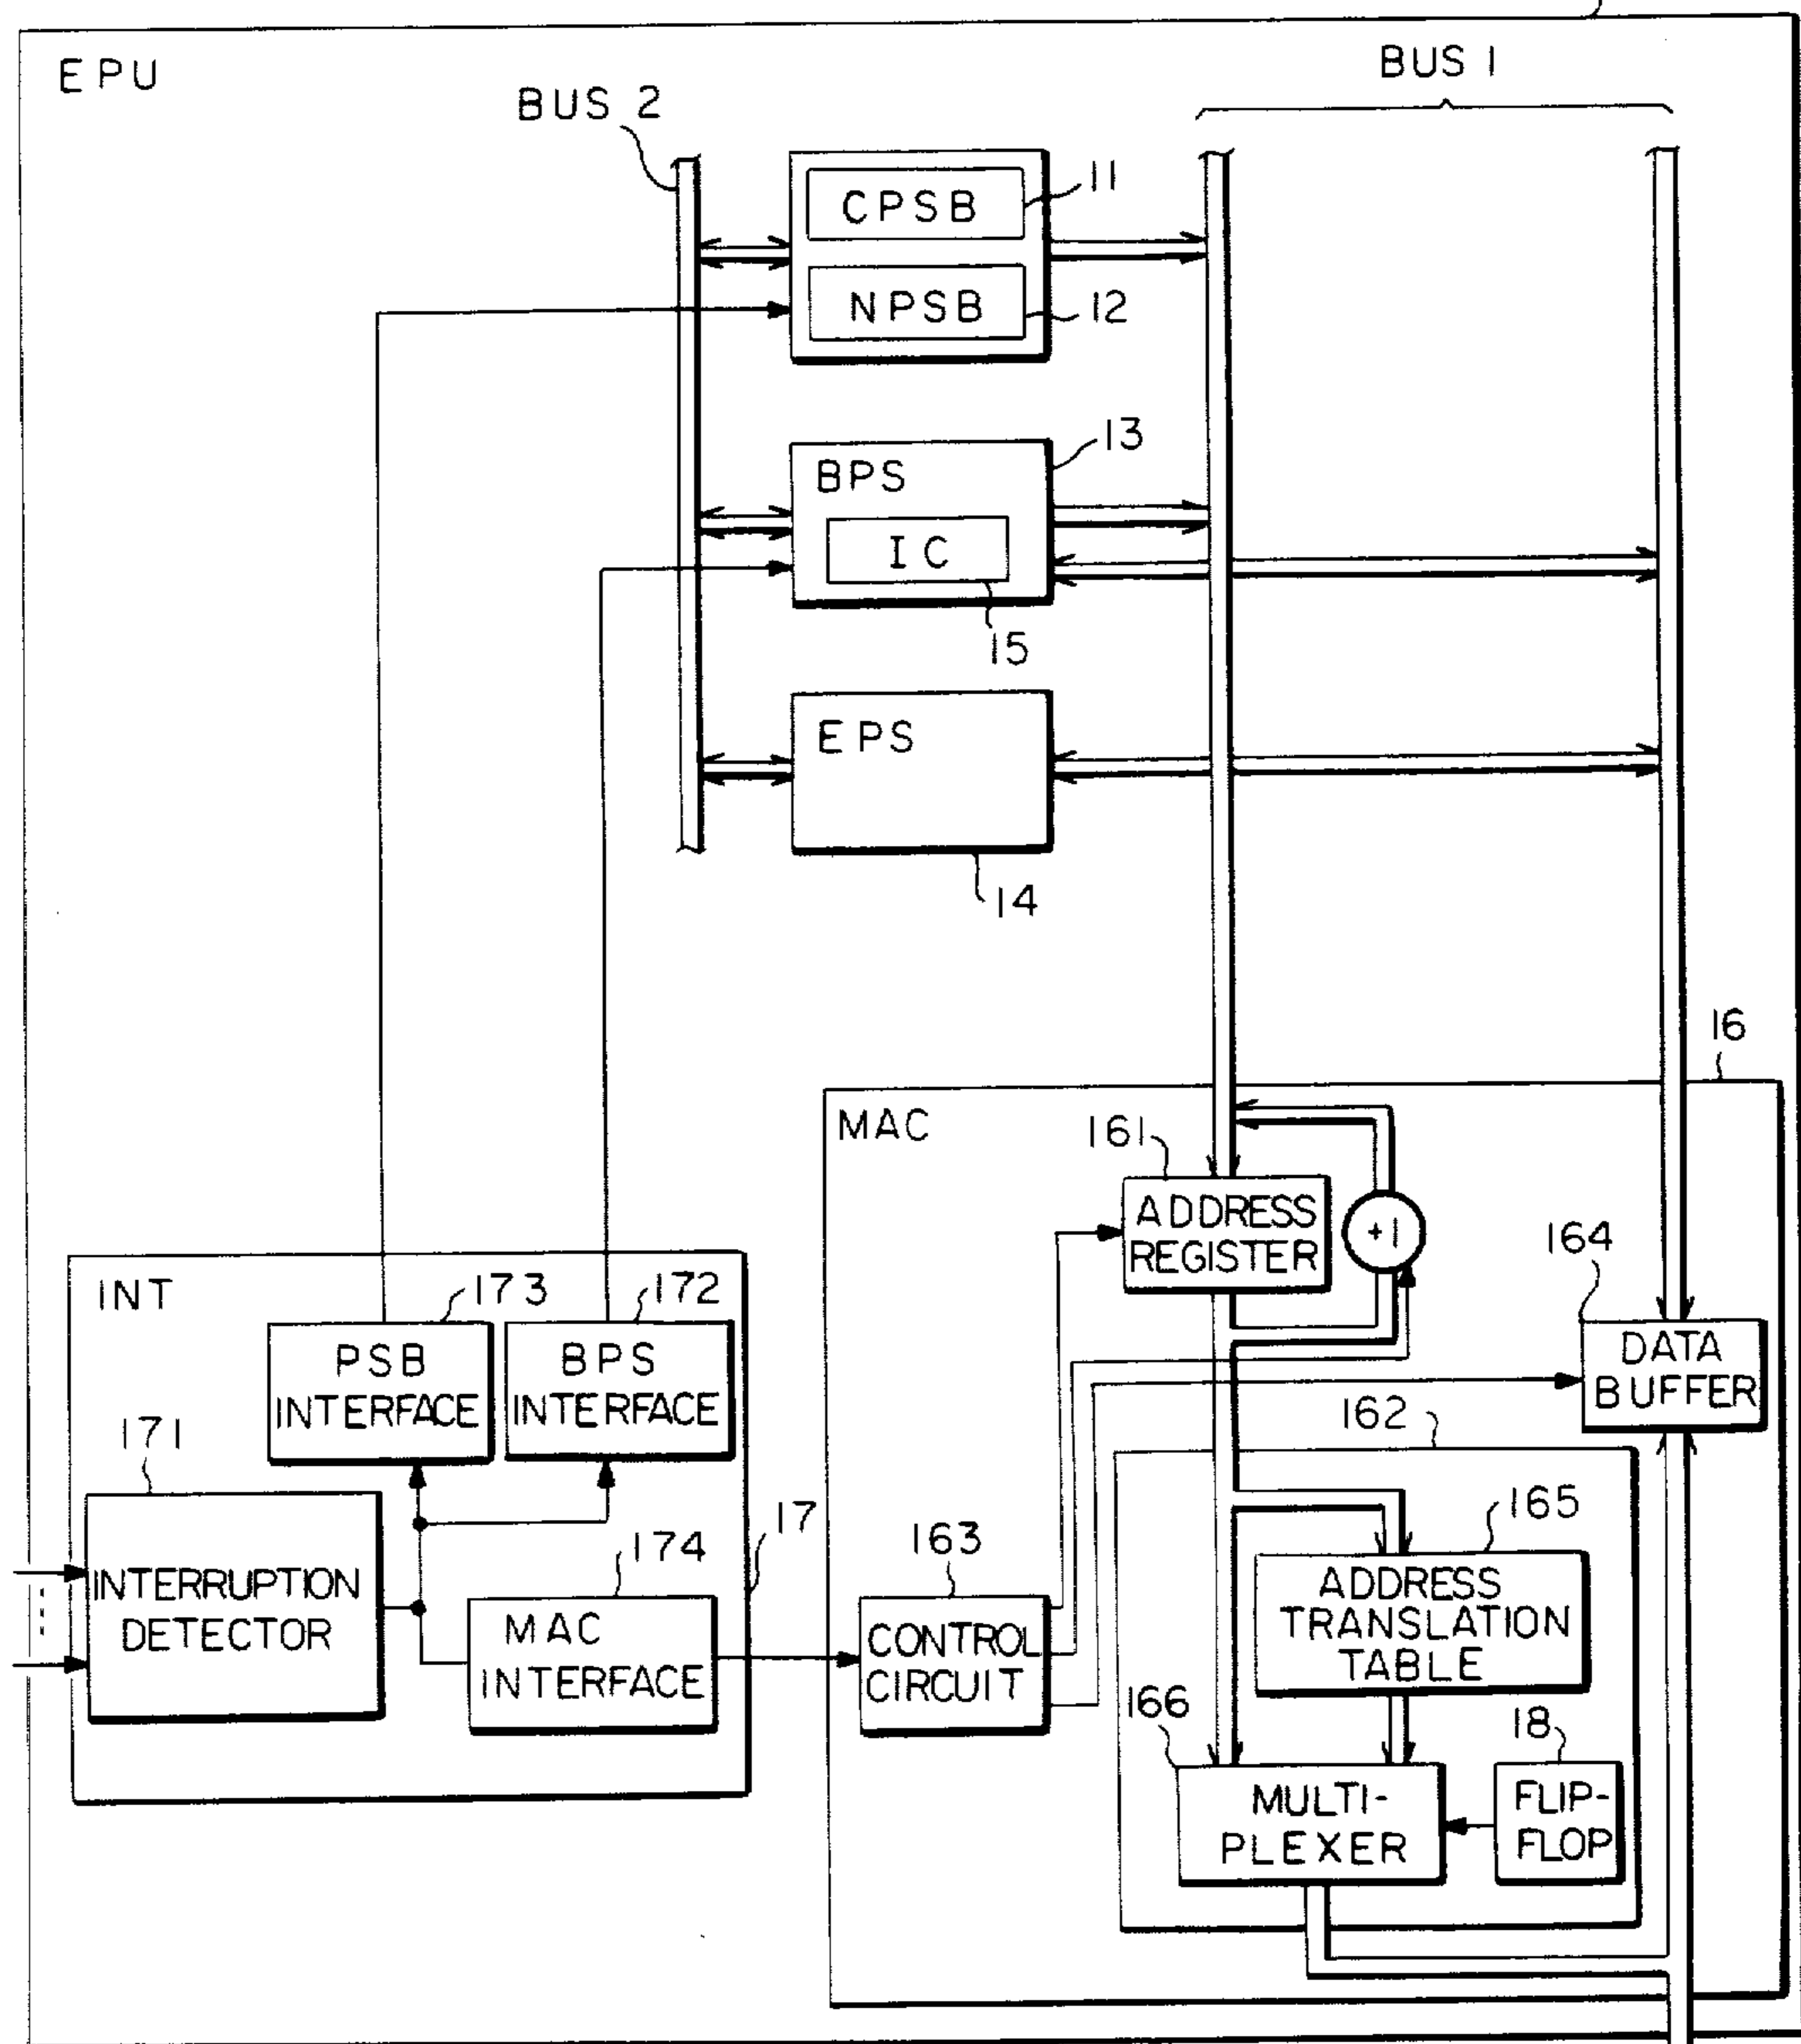 EPU
BUS 1
BUS 2
CPSB
11
NPSB
12
13
BPS
IC
15
EPS
14
16
MAC
161
ADDRESS
REGISTER
+1
164
DATA
BUFFER
INT
173
172
PSB
INTERFACE
BPS
INTERFACE
171
INTERRUPTION
DETECTOR
174
17
MAC
INTERFACE
163
CONTROL
CIRCUIT
162
165
ADDRESS
TRANSLATION
TABLE
166
18
MULTI-
PLEXER
FLIP-
FLOP